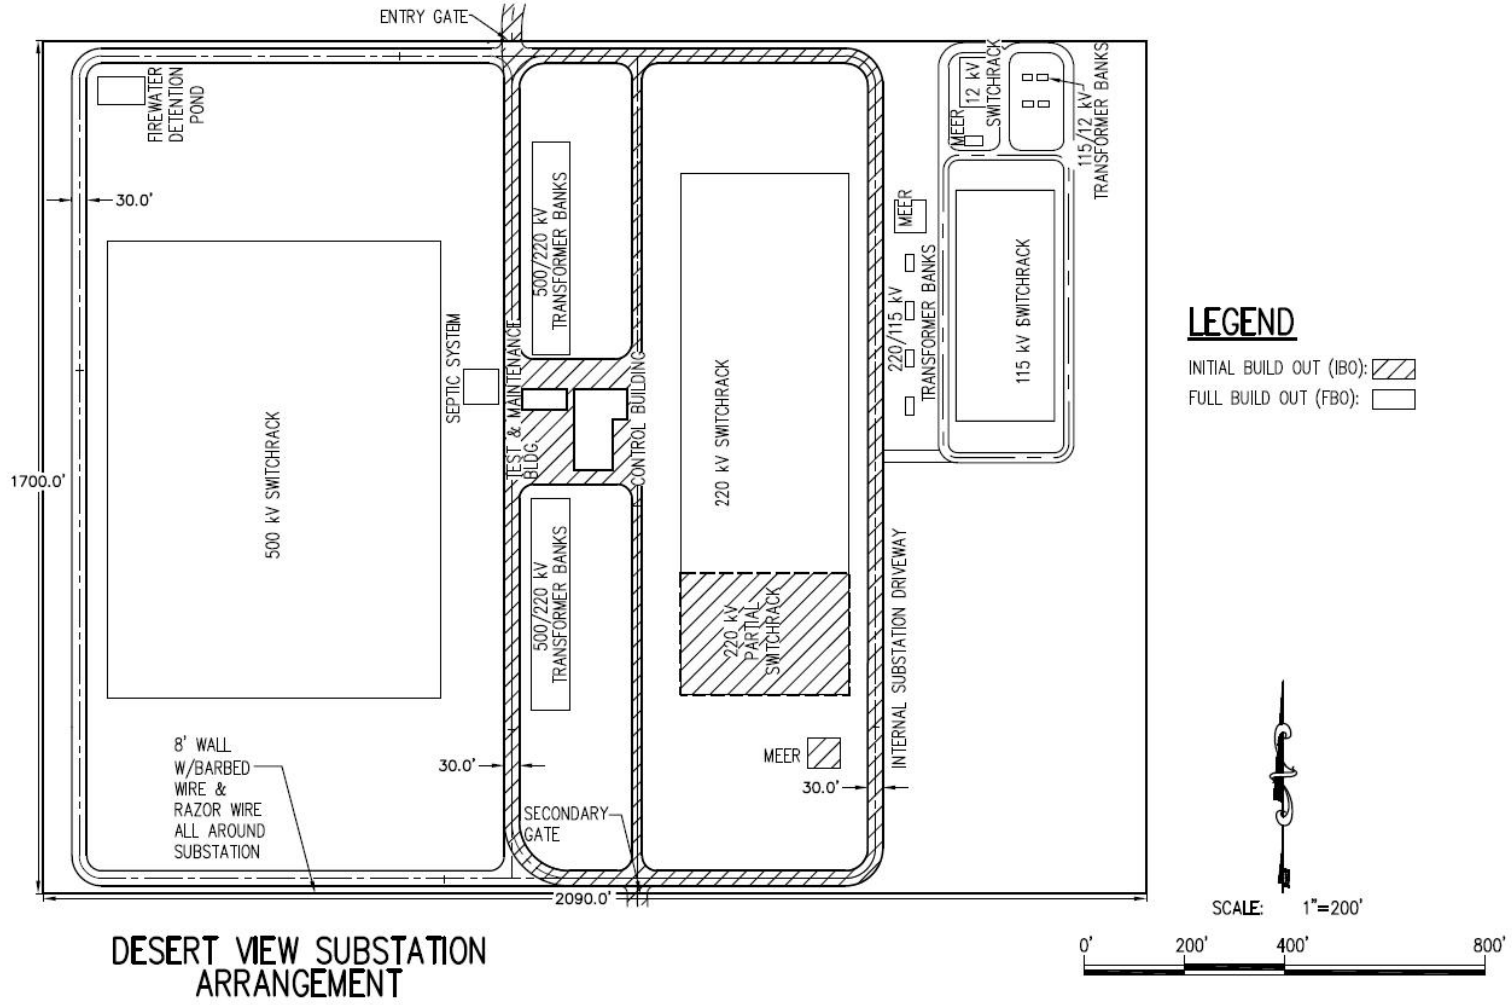 ENTRY GATE
FIREWATER
DETENTION
POND
30.0'
500/220 kV
TRANSFORMER BANKS
MEER
12 kV
SWITCHRACK
115/12 kV
TRANSFORMER BANKS
MEER
220/115 kV
TRANSFORMER BANKS
115 kV SWITCHRACK
SEPTIC SYSTEM
TEST & MAINTENANCE
BLDG.
CONTROL BUILDING
220 kV SWITCHRACK
500 kV SWITCHRACK
1700.0'
LEGEND
INITIAL BUILD OUT (IBO):
FULL BUILD OUT (FBO):
500/220 kV
TRANSFORMER BANKS
220 kV
PARTIAL
SWITCHRACK
INTERNAL SUBSTATION DRIVEWAY
8' WALL
W/BARBED
WIRE &
RAZOR WIRE
ALL AROUND
SUBSTATION
30.0'
MEER
30.0'
SECONDARY
GATE
2090.0'
SCALE: 1"=200'
0' 200' 400' 800'
DESERT VIEW SUBSTATION
ARRANGEMENT